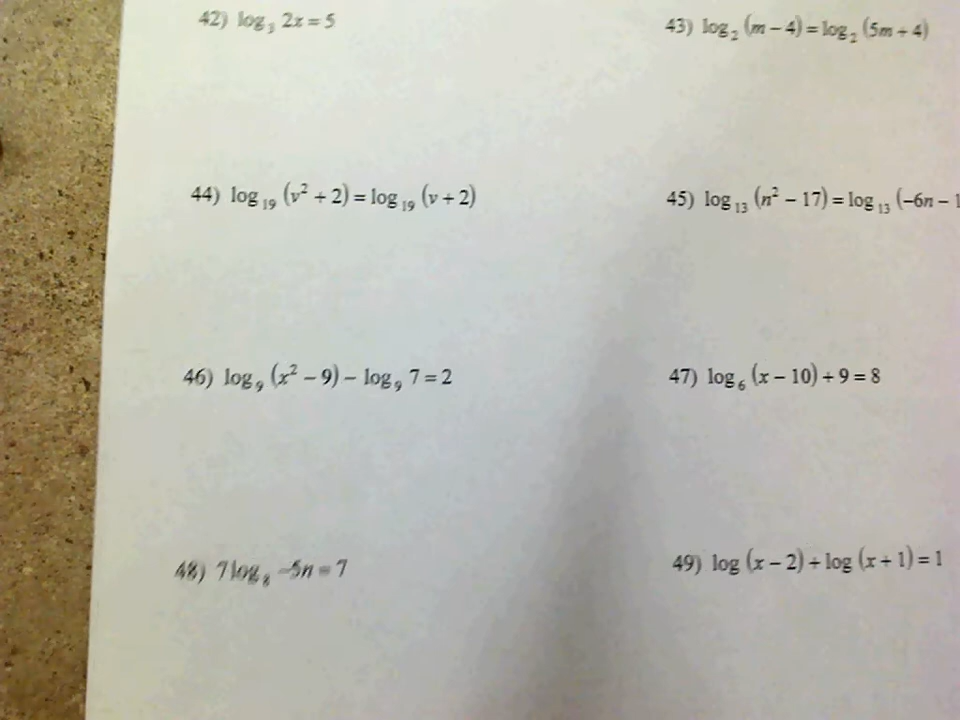 42) log₃ 2x = 5
43) log₂ (m − 4) = log₂ (5m + 4)
44) log₁₉ (v² + 2) = log₁₉ (v + 2)
45) log₁₃ (n² − 17) = log₁₃ (−6n − 1
46) log₉ (x² − 9) − log₉ 7 = 2
47) log₆ (x − 10) + 9 = 8
48) 7log₈ −5n = 7
49) log (x − 2) + log (x + 1) = 1